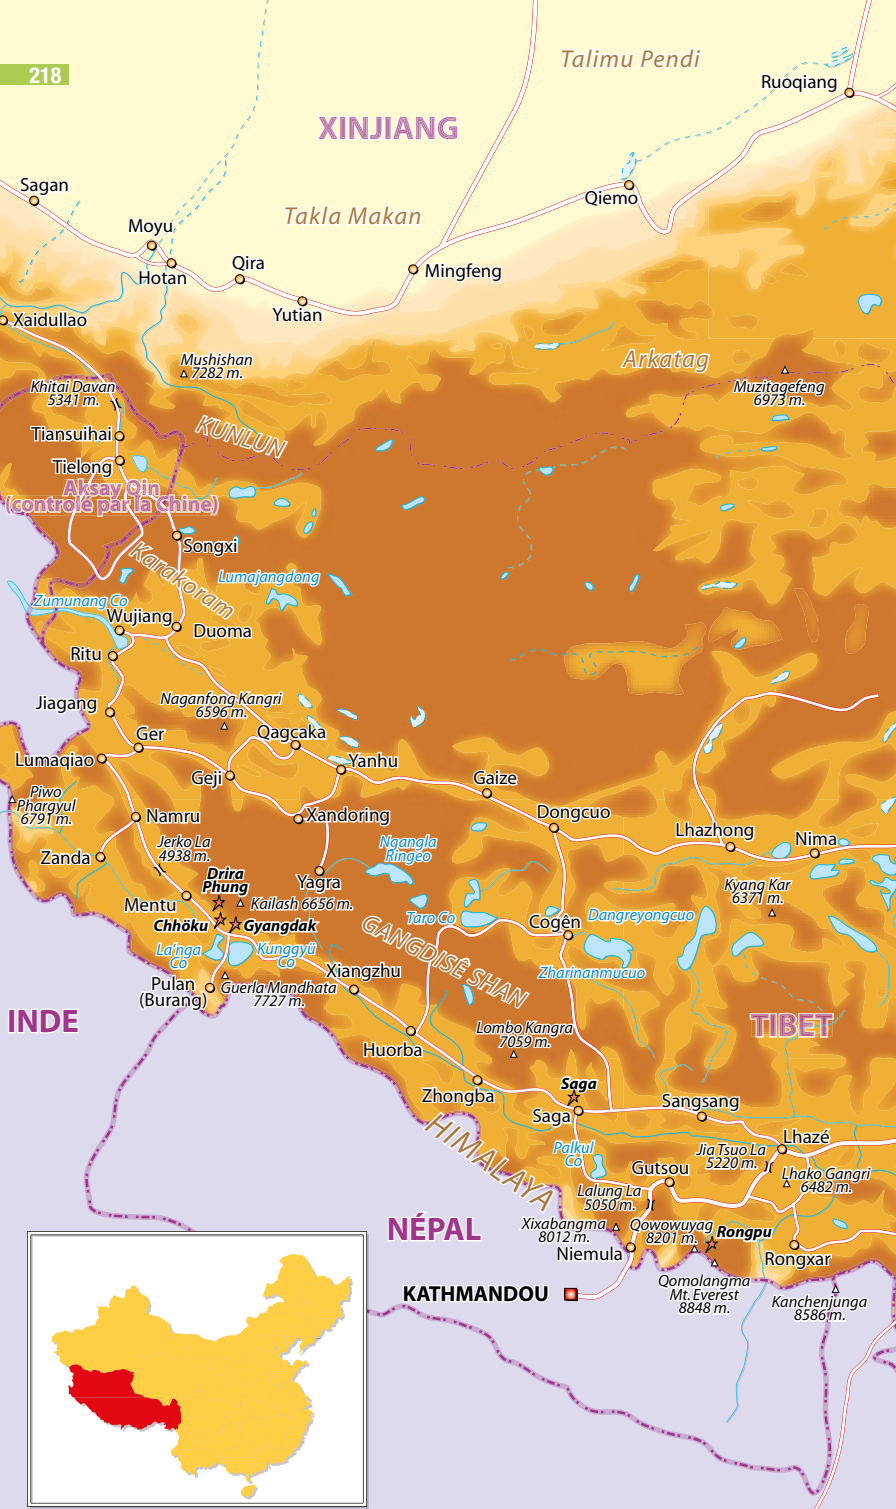 Talimu Pendi
218
Ruoqiang
XINJIANG
Sagan
Qiemo
Takla Makan
Moyu
Qira
Mingfeng
Hotan
Yutian
Xaidullao
Mushishan
7282 m.
Arkatag
Khitai Davan
5341 m.
Muzitagefeng
6973 m.
KUNLUN
Tiansuihai
Tielong
Aksay Qin
(controlé par la Chine)
Songxi
Karakoram
Lumajangdong
Zumunang Co
Wujiang
Duoma
Ritu
Jiagang
Naganfong Kangri
6596 m.
Ger
Qagcaka
Lumaqiao
Yanhu
Geji
Gaize
Piwo
Phargyul
6791 m.
Namru
Xandoring
Dongcuo
Lhazhong
Nima
Jerko La
4938 m.
Ngangla
Ringeo
Zanda
Drira
Phung
Yagra
Kyang Kar
6371 m.
Mentu
Kailash 6656 m.
Taro Co
Cogên
Dangreyongcuo
Chhöku
Gyangdak
GANGDISÊ SHAN
La'nga
Co
Kunggyü
Co
Xiangzhu
Zharinanmucuo
Pulan
(Burang)
Guerla Mandhata
7727 m.
INDE
TIBET
Lombo Kangra
7059 m.
Huorba
Saga
Zhongba
Saga
Sangsang
HIMALAYA
Lhazé
Palkul
Co
Jia Tsuo La
5220 m.
Gutsou
Lhako Gangri
6482 m.
Lalung La
5050 m.
NÉPAL
Xixabangma
8012 m.
Qowowuyag
8201 m.
Rongpu
Niemula
Rongxar
KATHMANDOU
Qomolangma
Mt. Everest
8848 m.
Kanchenjunga
8586 m.